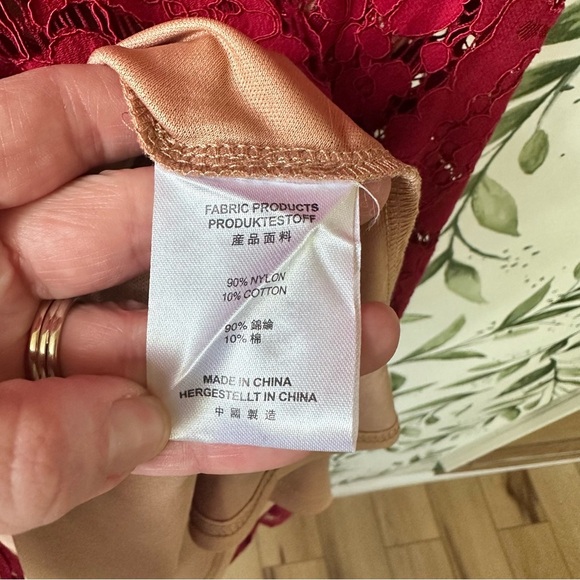 FABRIC PRODUCTS
PRODUKTESTOFF
産品面料
90% NYLON
10% COTTON
90% 錦綸
10% 棉
MADE IN CHINA
HERGESTELLT IN CHINA
中國製造